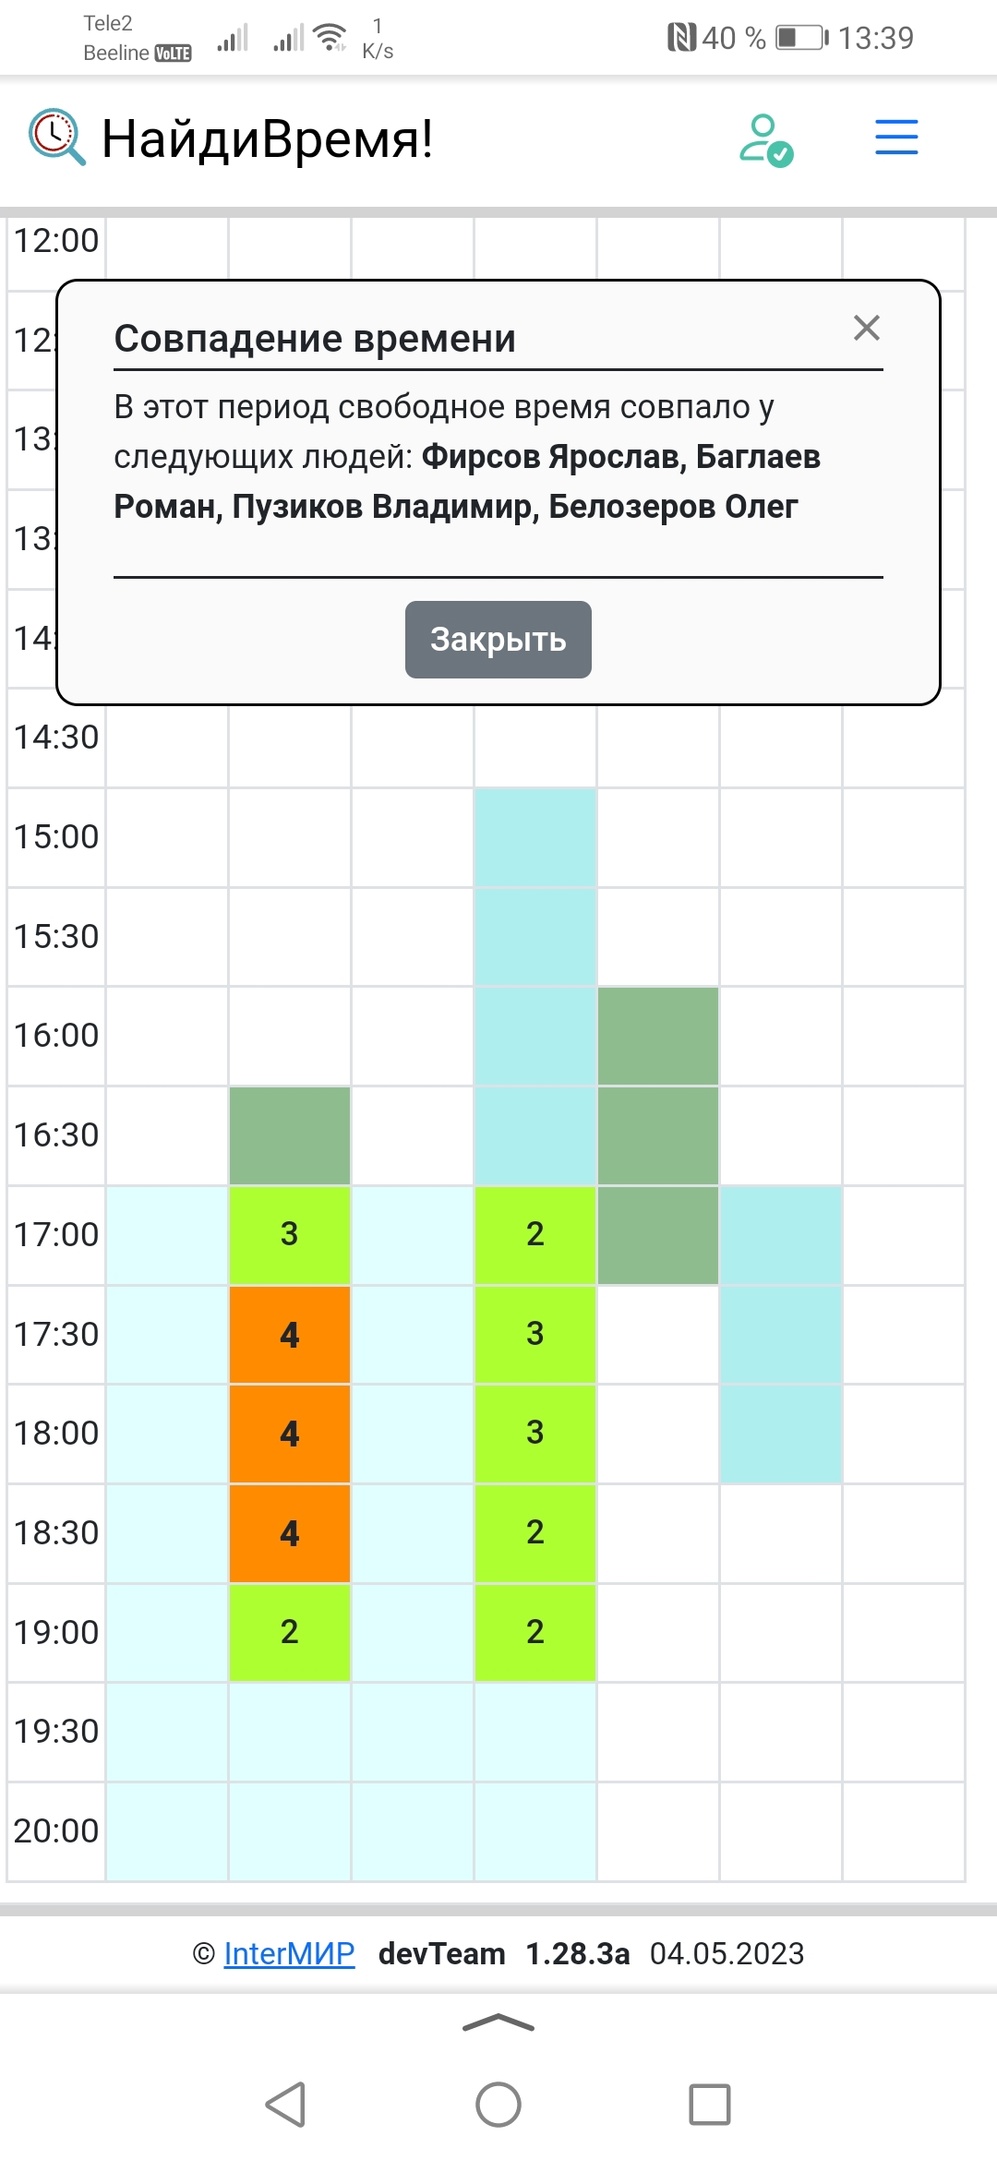 Tele2
Beeline VoLTE
1
K/s
40 %
13:39
НайдиВремя!
12:00
12:
13:
13:
14:
Совпадение времени
В этот период свободное время совпало у
следующих людей: Фирсов Ярослав, Баглаев
Роман, Пузиков Владимир, Белозеров Олег
Закрыть
14:30
15:00
15:30
16:00
16:30
17:00 3 2
17:30 4 3
18:00 4 3
18:30 4 2
19:00 2 2
19:30
20:00
© InterМИР devTeam 1.28.3a 04.05.2023